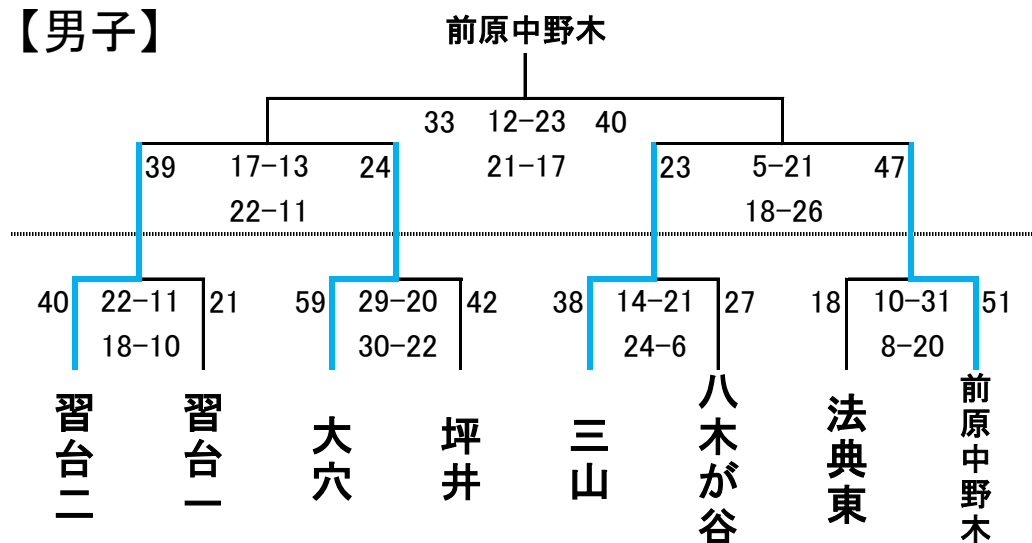 【男子】
前原中野木
33 12-23 40
21-17
39 17-13 24
22-11
23 5-21 47
18-26
40 22-11 21
18-10
59 29-20 42
30-22
38 14-21 27
24-6
18 10-31 51
8-20
習台二
習台一
大穴
坪井
三山
八木が谷
法典東
前原中野木